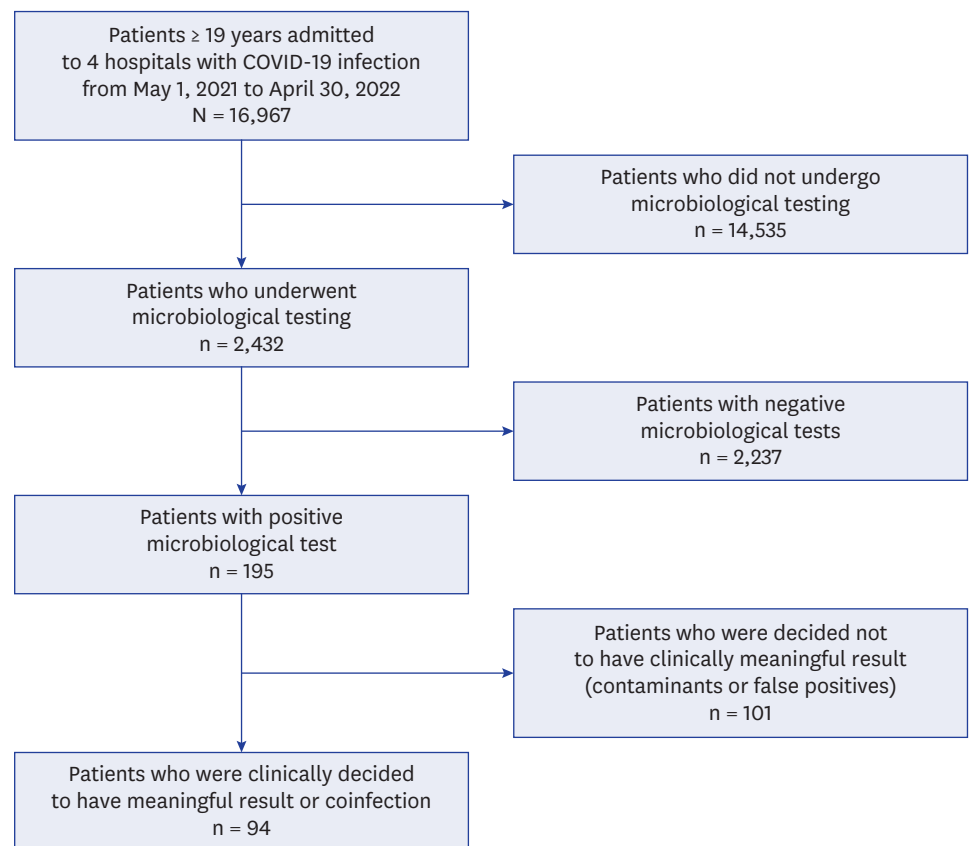 Patients ≥ 19 years admitted
to 4 hospitals with COVID-19 infection
from May 1, 2021 to April 30, 2022
N = 16,967
Patients who did not undergo
microbiological testing
n = 14,535
Patients who underwent
microbiological testing
n = 2,432
Patients with negative
microbiological tests
n = 2,237
Patients with positive
microbiological test
n = 195
Patients who were decided not
to have clinically meaningful result
(contaminants or false positives)
n = 101
Patients who were clinically decided
to have meaningful result or coinfection
n = 94